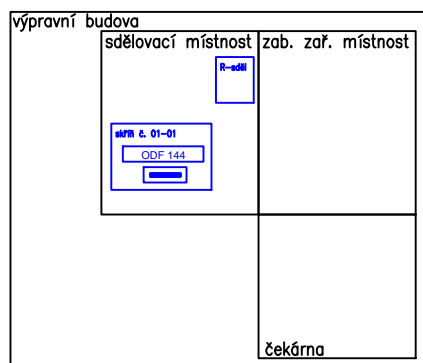 výpravní budova
sdělovací místnost
zab. zař. místnost
R-sděl
skříň č. 01-01
ODF 144
čekárna